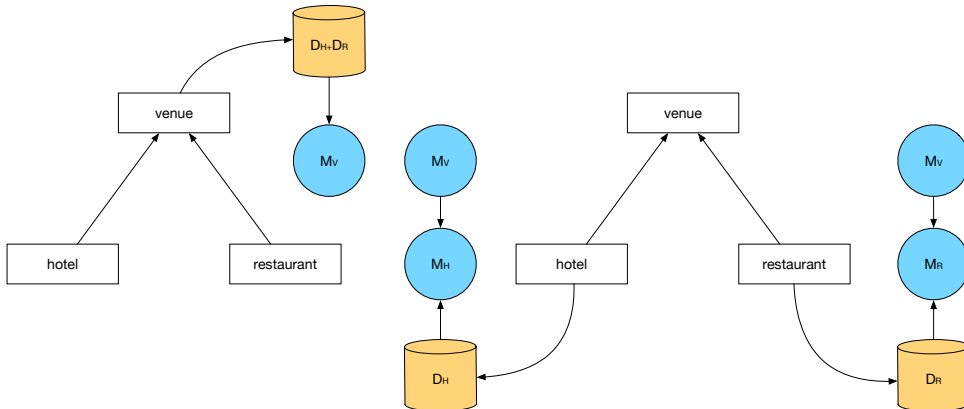 DH+DR
venue
MV
hotel
restaurant
MV
MH
DH
venue
hotel
restaurant
MV
MR
DR